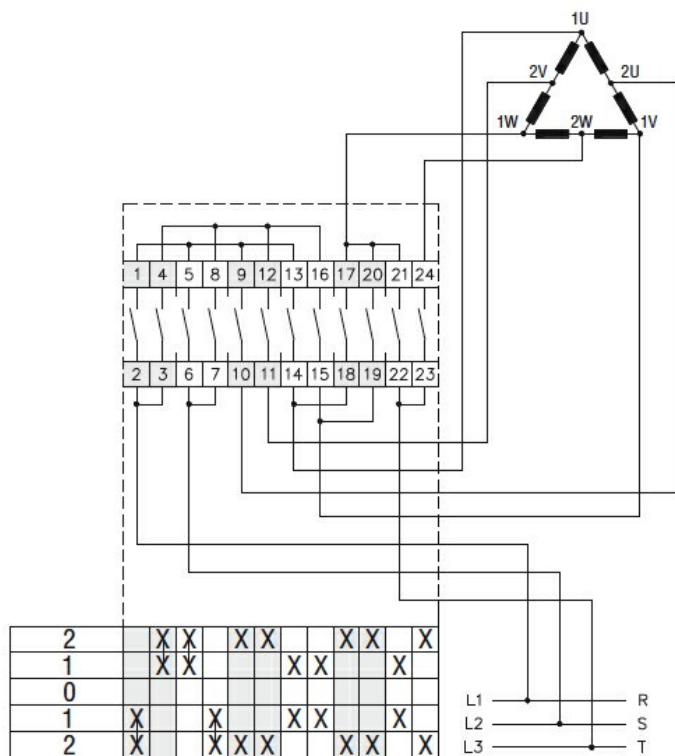 1U
2V 2U
1W 2W 1V
1 4 5 8 9 12 13 16 17 20 21 24
2 3 6 7 10 11 14 15 18 19 22 23
2 X X X X X X X
1 X X X X X
0
1 X X X X X
2 X X X X X X X
L1 R
L2 S
L3 T